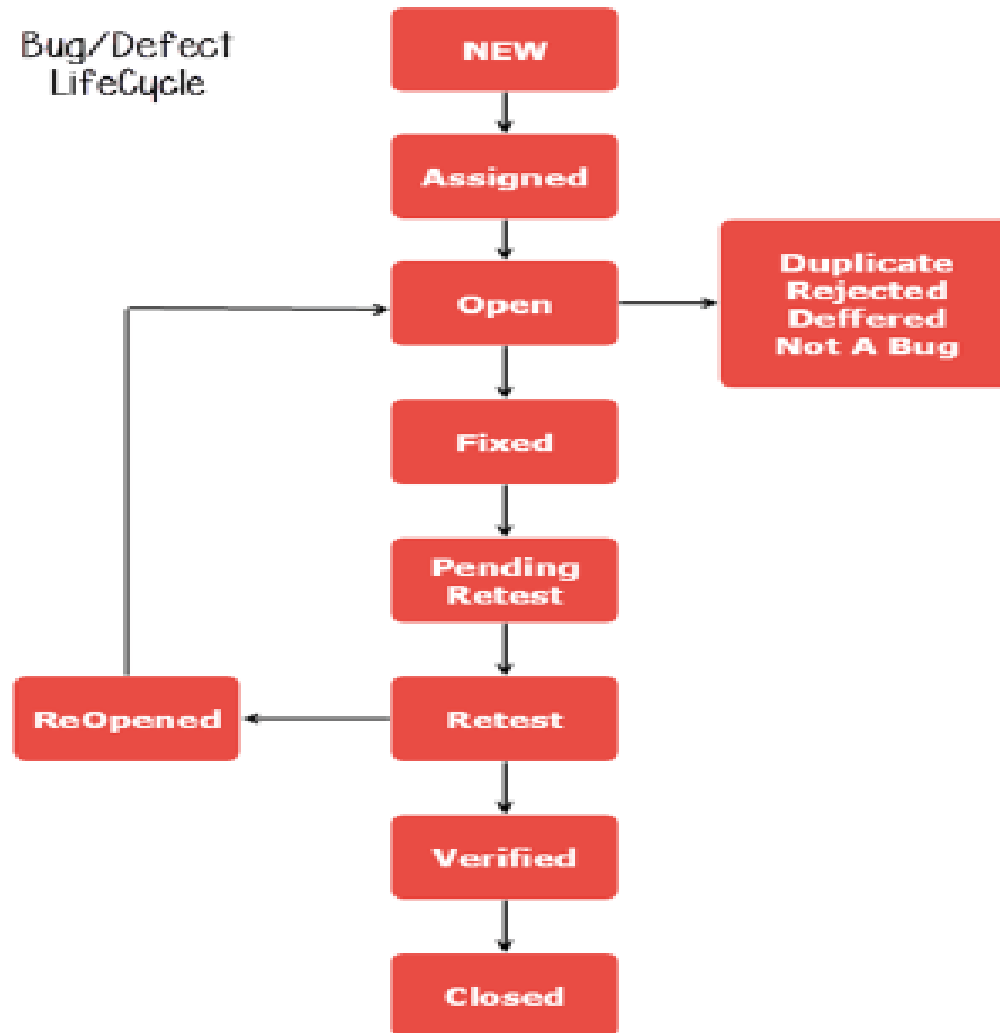 Bug/Defect
LifeCycle
NEW
Assigned
Open
Duplicate
Rejected
Deffered
Not A Bug
Fixed
Pending
Retest
ReOpened
Retest
Verified
Closed